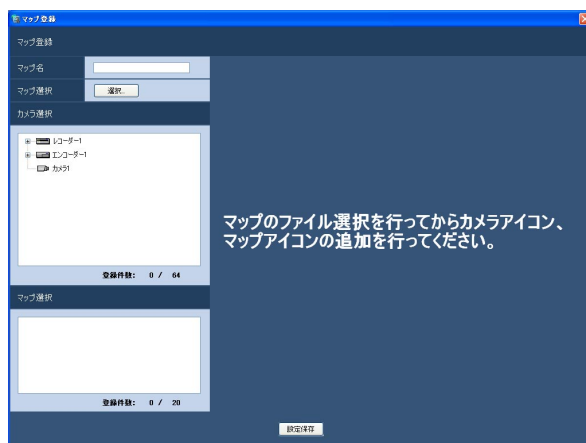 マップ登録
マップ登録
マップ名
マップ選択
選択...
カメラ選択
レコーダー1
エンコーダー1
カメラ1
マップのファイル選択を行ってからカメラアイコン、
マップアイコンの追加を行ってください。
登録件数: 0 / 64
マップ選択
登録件数: 0 / 20
設定保存